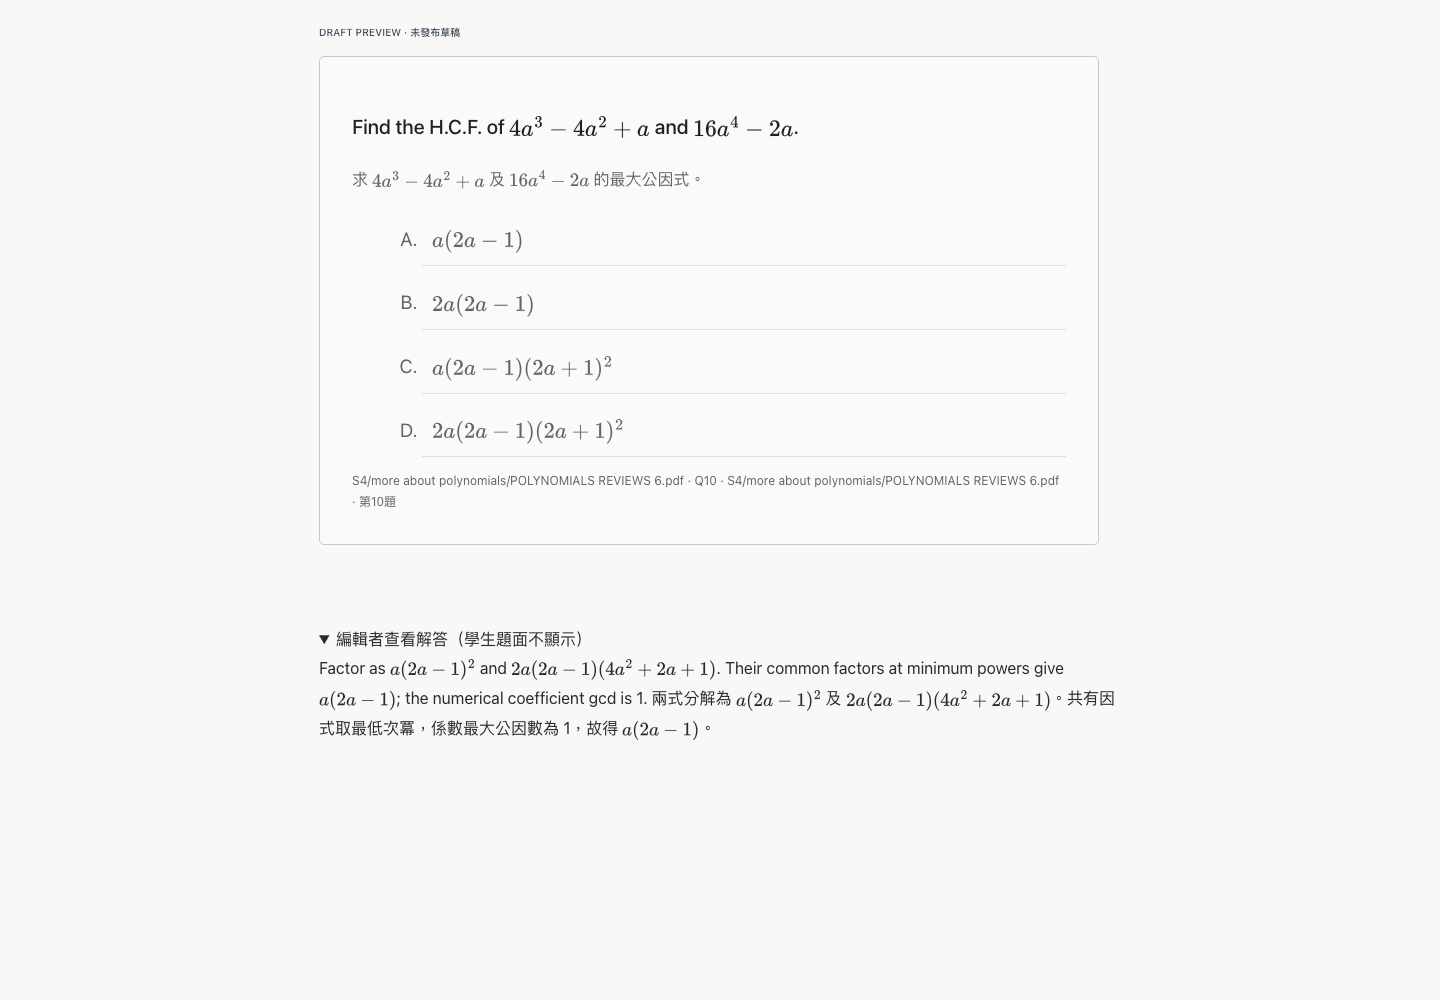 DRAFT PREVIEW · 未發布草稿
Find the H.C.F. of 4a³ − 4a² + a and 16a⁴ − 2a.
求 4a³ − 4a² + a 及 16a⁴ − 2a 的最大公因式。
A. a(2a − 1)
B. 2a(2a − 1)
C. a(2a − 1)(2a + 1)²
D. 2a(2a − 1)(2a + 1)²
S4/more about polynomials/POLYNOMIALS REVIEWS 6.pdf · Q10 · S4/more about polynomials/POLYNOMIALS REVIEWS 6.pdf
· 第10題
▼ 編輯者查看解答（學生題面不顯示）
Factor as a(2a − 1)² and 2a(2a − 1)(4a² + 2a + 1). Their common factors at minimum powers give
a(2a − 1); the numerical coefficient gcd is 1. 兩式分解為 a(2a − 1)² 及 2a(2a − 1)(4a² + 2a + 1)。共有因
式取最低次冪，係數最大公因數為 1，故得 a(2a − 1)。